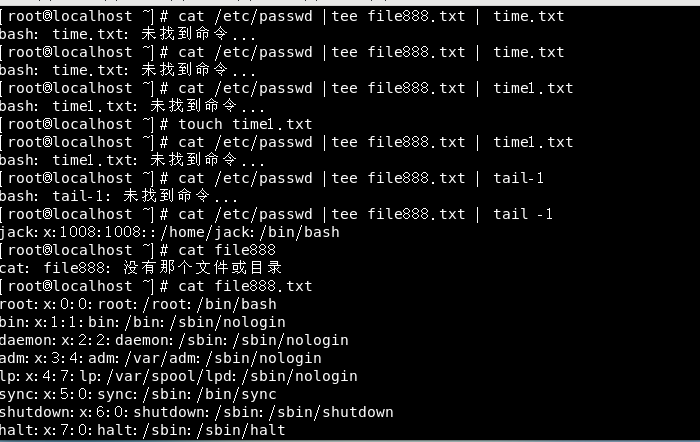 [root@localhost ~]# cat /etc/passwd |tee file888.txt | time.txt
bash: time.txt: 未找到命令...
[root@localhost ~]# cat /etc/passwd |tee file888.txt | time.txt
bash: time.txt: 未找到命令...
[root@localhost ~]# cat /etc/passwd |tee file888.txt | time1.txt
bash: time1.txt: 未找到命令...
[root@localhost ~]# touch time1.txt
[root@localhost ~]# cat /etc/passwd |tee file888.txt | time1.txt
bash: time1.txt: 未找到命令...
[root@localhost ~]# cat /etc/passwd |tee file888.txt | tail-1
bash: tail-1: 未找到命令...
[root@localhost ~]# cat /etc/passwd |tee file888.txt | tail -1
jack:x:1008:1008::/home/jack:/bin/bash
[root@localhost ~]# cat file888
cat: file888: 没有那个文件或目录
[root@localhost ~]# cat file888.txt
root:x:0:0:root:/root:/bin/bash
bin:x:1:1:bin:/bin:/sbin/nologin
daemon:x:2:2:daemon:/sbin:/sbin/nologin
adm:x:3:4:adm:/var/adm:/sbin/nologin
lp:x:4:7:lp:/var/spool/lpd:/sbin/nologin
sync:x:5:0:sync:/sbin:/bin/sync
shutdown:x:6:0:shutdown:/sbin:/sbin/shutdown
halt:x:7:0:halt:/sbin:/sbin/halt